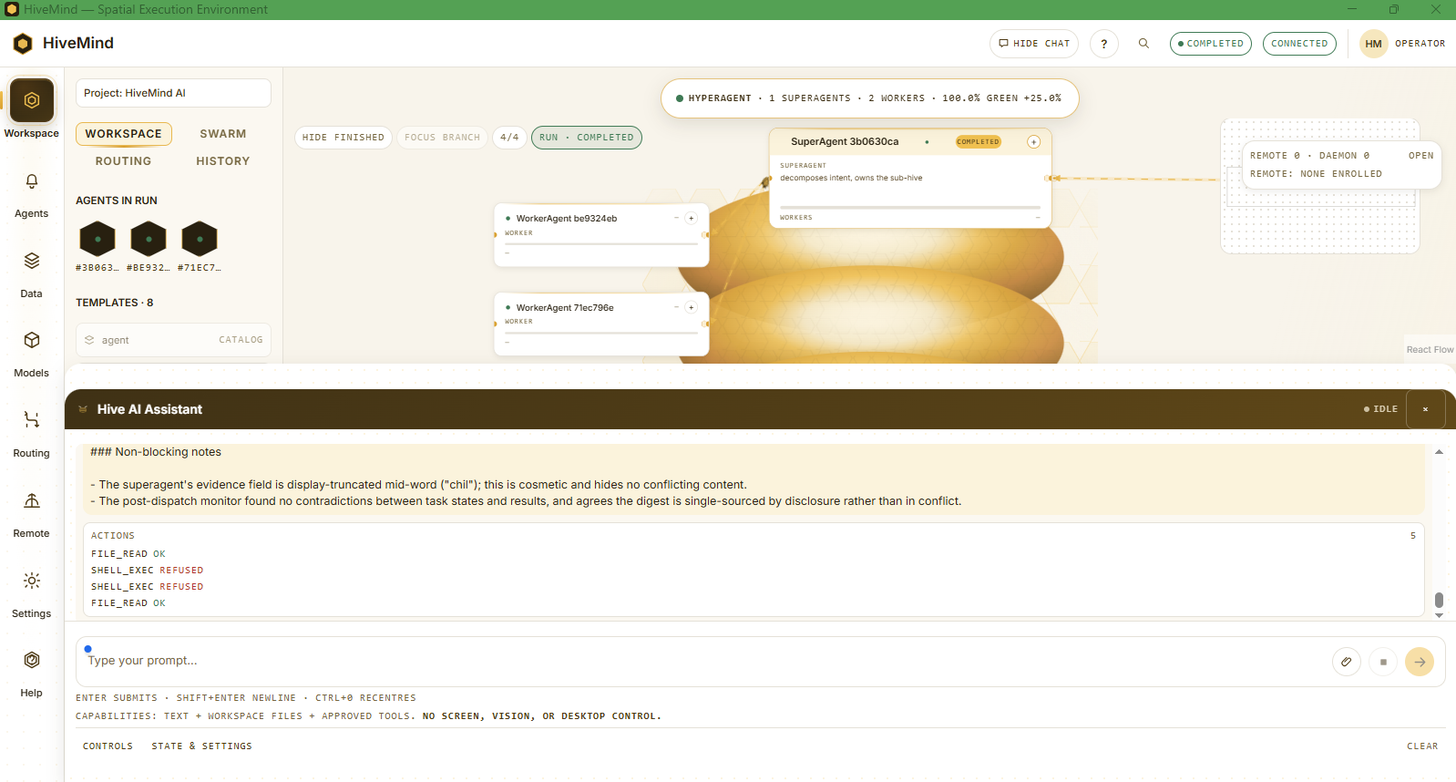 HiveMind — Spatial Execution Environment
HiveMind
HIDE CHAT
?
COMPLETED
CONNECTED
HM
OPERATOR
Workspace
Agents
Data
Models
Routing
Remote
Settings
Help
Project: HiveMind AI
WORKSPACE
SWARM
ROUTING
HISTORY
AGENTS IN RUN
#3B063… #BE932… #71EC7…
TEMPLATES · 8
agent CATALOG
HYPERAGENT · 1 SUPERAGENTS · 2 WORKERS · 100.0% GREEN +25.0%
HIDE FINISHED
FOCUS BRANCH
4/4
RUN · COMPLETED
SuperAgent 3b0630ca
COMPLETED
+
SUPERAGENT
decomposes intent, owns the sub-hive
WORKERS —
WorkerAgent be9324eb — +
WORKER
—
WorkerAgent 71ec796e — +
WORKER
—
REMOTE 0 · DAEMON 0 OPEN
REMOTE: NONE ENROLLED
React Flow
Hive AI Assistant
IDLE
×
### Non-blocking notes
- The superagent's evidence field is display-truncated mid-word ("chil"); this is cosmetic and hides no conflicting content.
- The post-dispatch monitor found no contradictions between task states and results, and agrees the digest is single-sourced by disclosure rather than in conflict.
ACTIONS 5
FILE_READ OK
SHELL_EXEC REFUSED
SHELL_EXEC REFUSED
FILE_READ OK
Type your prompt...
ENTER SUBMITS · SHIFT+ENTER NEWLINE · CTRL+0 RECENTRES
CAPABILITIES: TEXT + WORKSPACE FILES + APPROVED TOOLS. NO SCREEN, VISION, OR DESKTOP CONTROL.
CONTROLS
STATE & SETTINGS
CLEAR